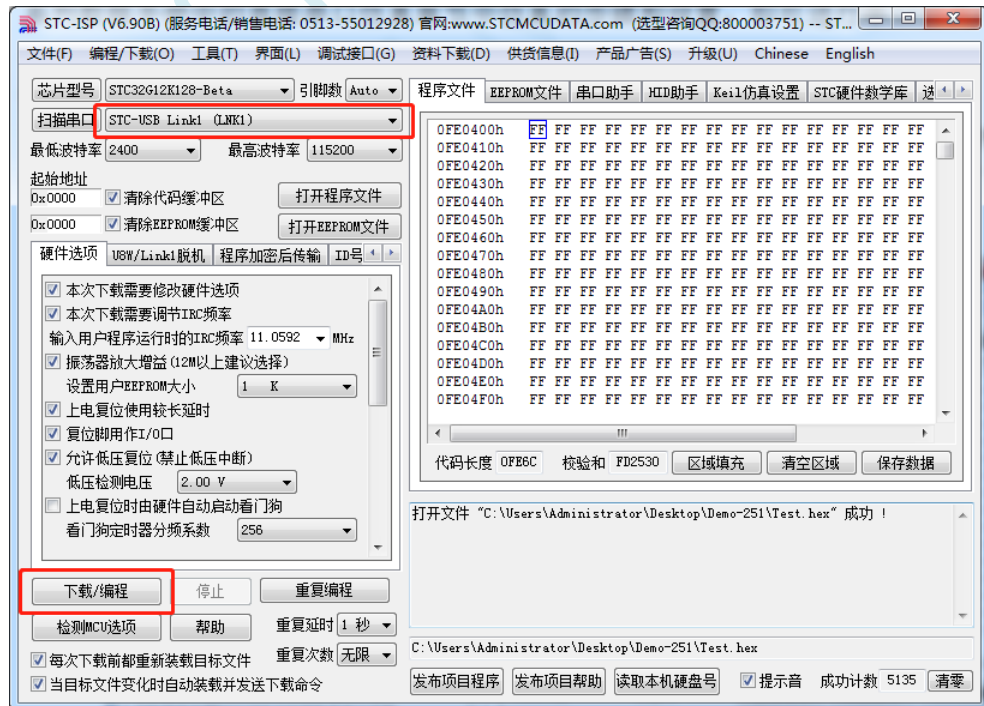 STC-ISP (V6.90B) (服务电话/销售电话: 0513-55012928) 官网:www.STCMCUDATA.com (选型咨询QQ:800003751) -- ST...
文件(F) 编程/下载(O) 工具(T) 界面(L) 调试接口(G) 资料下载(D) 供货信息(I) 产品广告(S) 升级(U) Chinese English
芯片型号 STC32G12K128-Beta 引脚数 Auto
扫描串口 STC-USB Link1 (LNK1)
最低波特率 2400 最高波特率 115200
起始地址
0x0000 清除代码缓冲区 打开程序文件
0x0000 清除EEPROM缓冲区 打开EEPROM文件
硬件选项 U8W/Link1脱机 程序加密后传输 ID号
本次下载需要修改硬件选项
本次下载需要调节IRC频率
输入用户程序运行时的IRC频率 11.0592 MHz
振荡器放大增益(12M以上建议选择)
设置用户EEPROM大小 1 K
上电复位使用较长延时
复位脚用作I/O口
允许低压复位(禁止低压中断)
低压检测电压 2.00 V
上电复位时由硬件自动启动看门狗
看门狗定时器分频系数 256
下载/编程 停止 重复编程
检测MCU选项 帮助 重复延时 1 秒
每次下载前都重新装载目标文件 重复次数 无限
当目标文件变化时自动装载并发送下载命令
程序文件 EEPROM文件 串口助手 HID助手 Keil仿真设置 STC硬件数学库
0FE0400h FF FF FF FF FF FF FF FF FF FF FF FF FF FF FF FF
0FE0410h FF FF FF FF FF FF FF FF FF FF FF FF FF FF FF FF
0FE0420h FF FF FF FF FF FF FF FF FF FF FF FF FF FF FF FF
0FE0430h FF FF FF FF FF FF FF FF FF FF FF FF FF FF FF FF
0FE0440h FF FF FF FF FF FF FF FF FF FF FF FF FF FF FF FF
0FE0450h FF FF FF FF FF FF FF FF FF FF FF FF FF FF FF FF
0FE0460h FF FF FF FF FF FF FF FF FF FF FF FF FF FF FF FF
0FE0470h FF FF FF FF FF FF FF FF FF FF FF FF FF FF FF FF
0FE0480h FF FF FF FF FF FF FF FF FF FF FF FF FF FF FF FF
0FE0490h FF FF FF FF FF FF FF FF FF FF FF FF FF FF FF FF
0FE04A0h FF FF FF FF FF FF FF FF FF FF FF FF FF FF FF FF
0FE04B0h FF FF FF FF FF FF FF FF FF FF FF FF FF FF FF FF
0FE04C0h FF FF FF FF FF FF FF FF FF FF FF FF FF FF FF FF
0FE04D0h FF FF FF FF FF FF FF FF FF FF FF FF FF FF FF FF
0FE04E0h FF FF FF FF FF FF FF FF FF FF FF FF FF FF FF FF
0FE04F0h FF FF FF FF FF FF FF FF FF FF FF FF FF FF FF FF
代码长度 0FE6C 校验和 FD2530 区域填充 清空区域 保存数据
打开文件 “C:\Users\Administrator\Desktop\Demo-251\Test.hex” 成功 !
C:\Users\Administrator\Desktop\Demo-251\Test.hex
发布项目程序 发布项目帮助 读取本机硬盘号 提示音 成功计数 5135 清零